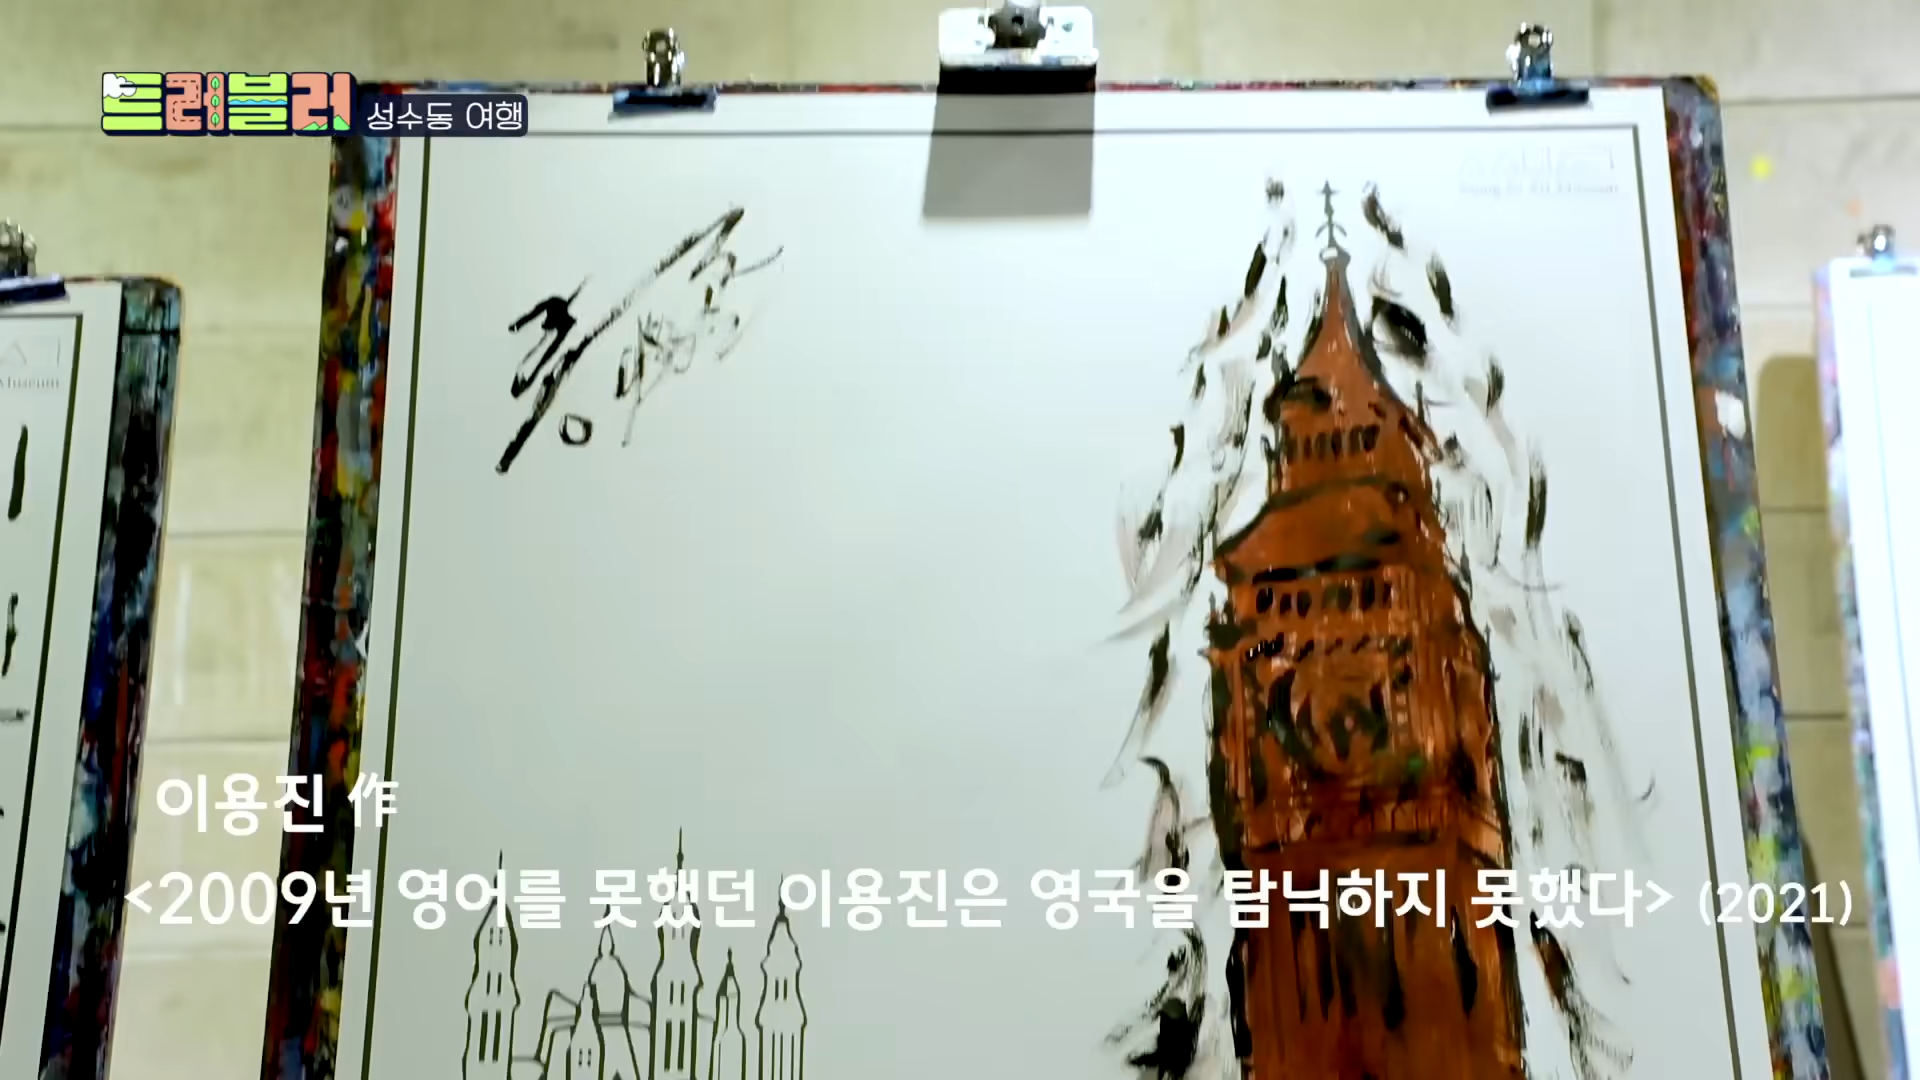 트러블러 성수동 여행
이용진 作
<2009년 영어를 못했던 이용진은 영국을 탐닉하지 못했다> (2021)
Museum